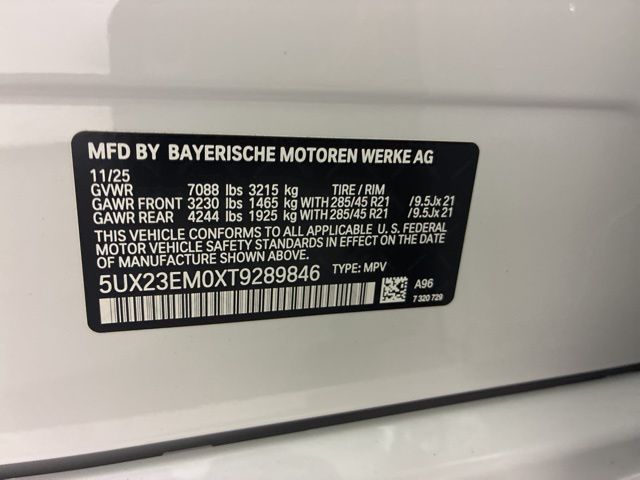 MFD BY BAYERISCHE MOTOREN WERKE AG
11/25
GVWR 7088 lbs 3215 kg TIRE / RIM
GAWR FRONT 3230 lbs 1465 kg WITH 285/45 R21 /9.5Jx 21
GAWR REAR 4244 lbs 1925 kg WITH 285/45 R21 /9.5Jx 21
THIS VEHICLE CONFORMS TO ALL APPLICABLE U. S. FEDERAL
MOTOR VEHICLE SAFETY STANDARDS IN EFFECT ON THE DATE
OF MANUFACTURE SHOWN ABOVE.
5UX23EM0XT9289846 TYPE: MPV
A96
7 320 729